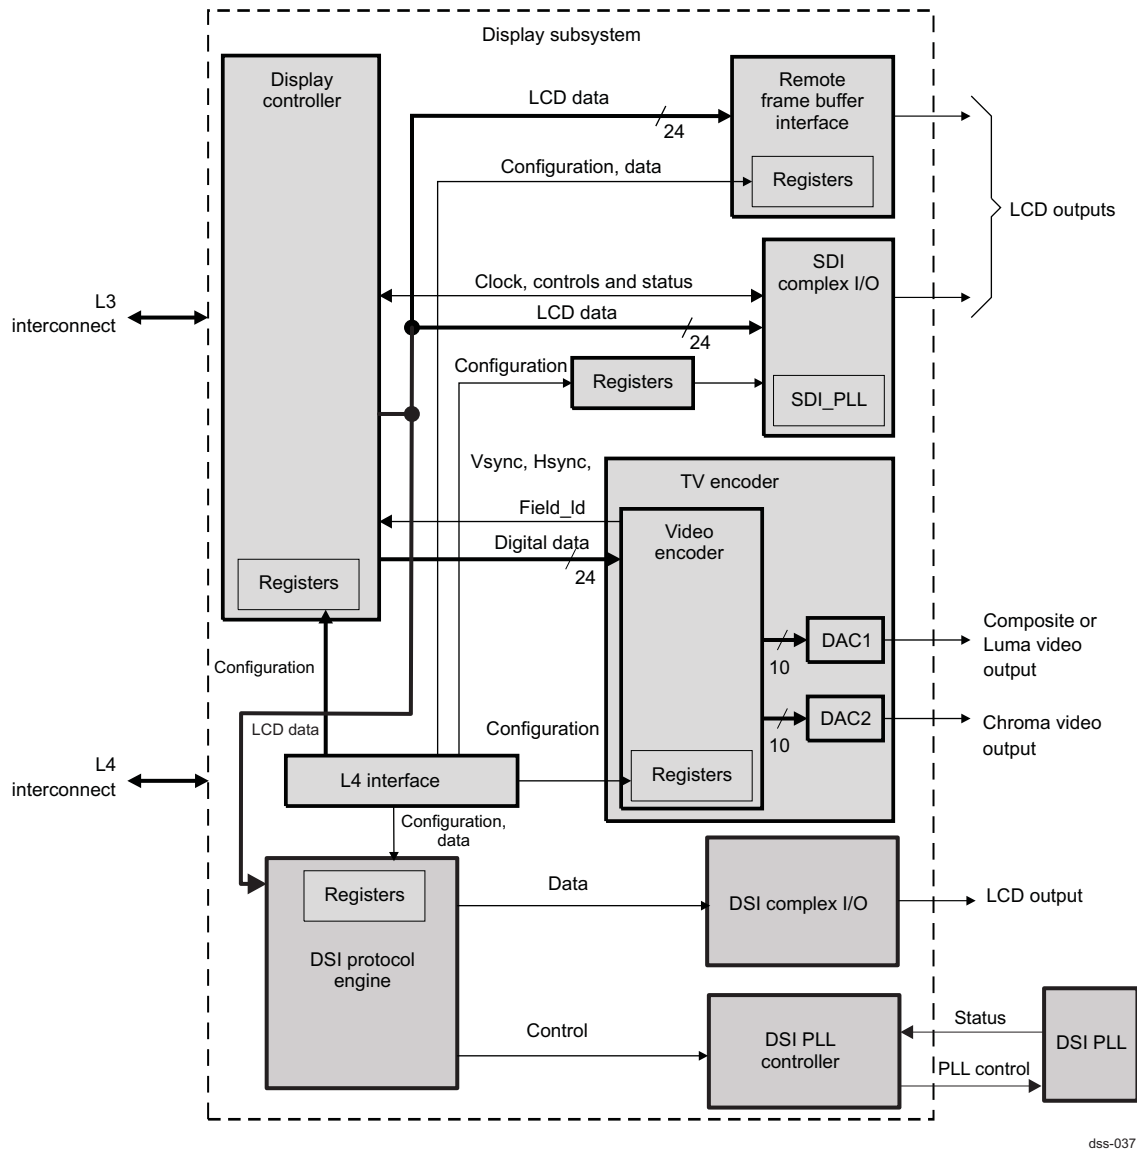 Display subsystem
Display
controller
LCD data
24
Remote
frame buffer
interface
Configuration, data
Registers
LCD outputs
SDI
complex I/O
Clock, controls and status
L3
interconnect
LCD data
24
Configuration
Registers
SDI_PLL
Vsync, Hsync,
TV encoder
Field_Id
Video
encoder
Digital data
24
Registers
DAC1
10
Composite or
Luma video
output
Configuration
DAC2
10
Chroma video
output
LCD data
Configuration
L4
interconnect
L4 interface
Registers
Configuration,
data
Registers
Data
DSI complex I/O
LCD output
DSI protocol
engine
Control
DSI PLL
controller
Status
DSI PLL
PLL control
dss-037